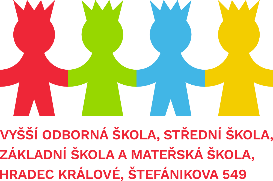 VYŠŠÍ ODBORNÁ ŠKOLA, STŘEDNÍ ŠKOLA,
ZÁKLADNÍ ŠKOLA A MATEŘSKÁ ŠKOLA,
HRADEC KRÁLOVÉ, ŠTEFÁNIKOVA 549